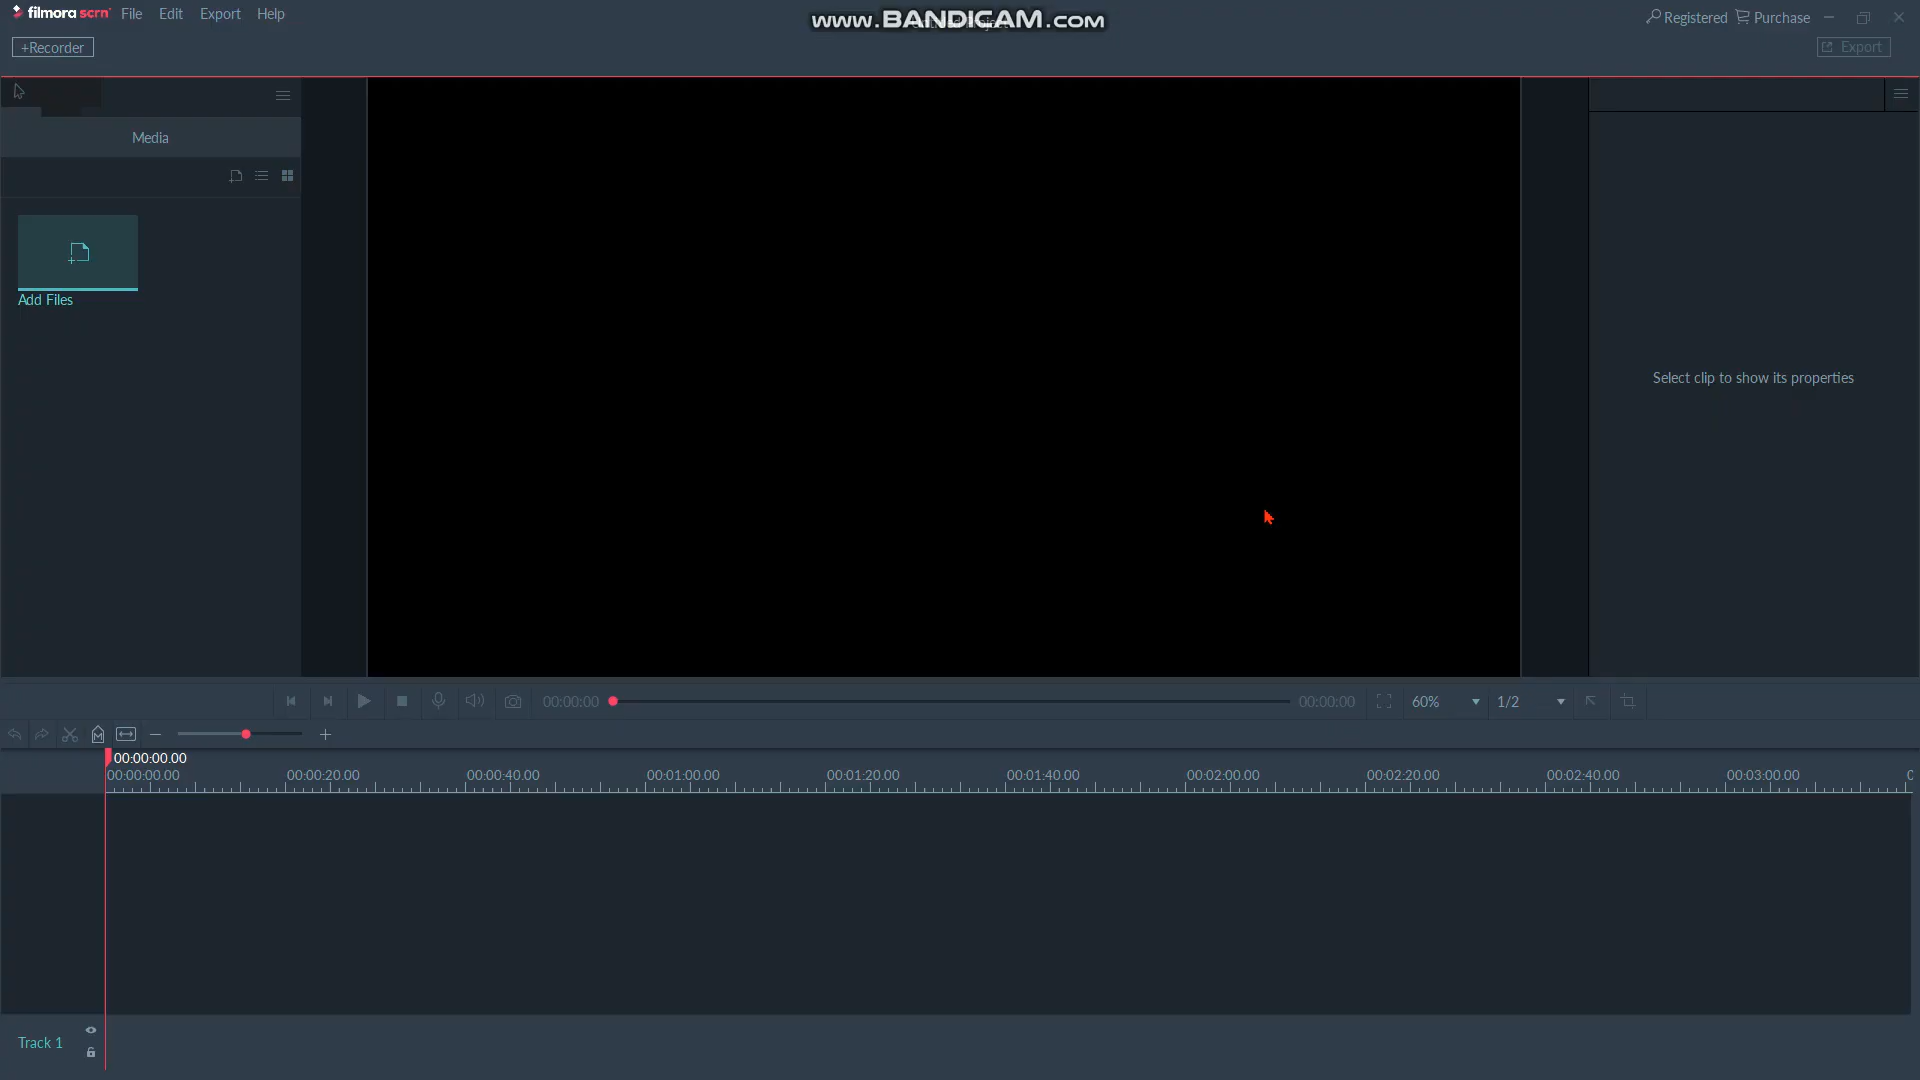 filmora scrn File Edit Export Help
www.BANDICAM.com
Registered Purchase
+Recorder
Export
Media
Add Files
Select clip to show its properties
00:00:00 00:00:00 60% 1/2
00:00:00.00
00:00:00.00 00:00:20.00 00:00:40.00 00:01:00.00 00:01:20.00 00:01:40.00 00:02:00.00 00:02:20.00 00:02:40.00 00:03:00.00
Track 1